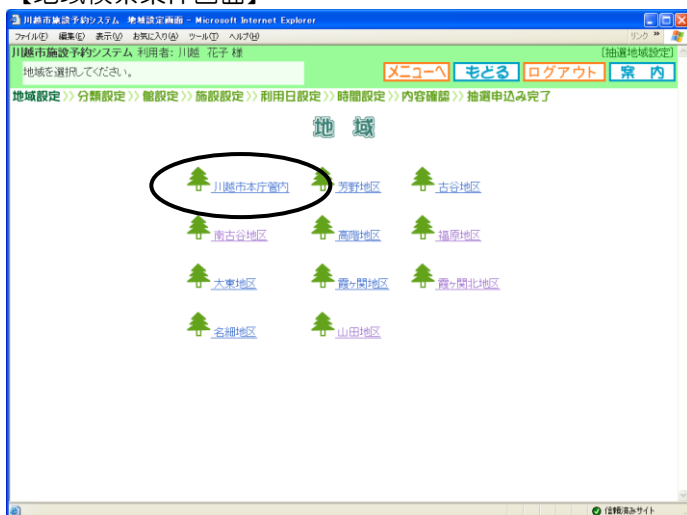 【地域検索条件画面】
川越市施設予約システム 地域設定画面 - Microsoft Internet Explorer
ファイル(F) 編集(E) 表示(V) お気に入り(A) ツール(T) ヘルプ(H) リンク »
川越市施設予約システム 利用者: 川越 花子 様 [抽選地域設定]
地域を選択してください。 メニューへ もどる ログアウト 案 内
地域設定 》 分類設定 》 館設定 》 施設設定 》 利用日設定 》 時間設定 》 内容確認 》 抽選申込み完了
地 域
川越市本庁管内 芳野地区 古谷地区
南古谷地区 高階地区 福原地区
大東地区 霞ヶ関地区 霞ヶ関北地区
名細地区 山田地区
信頼済みサイト